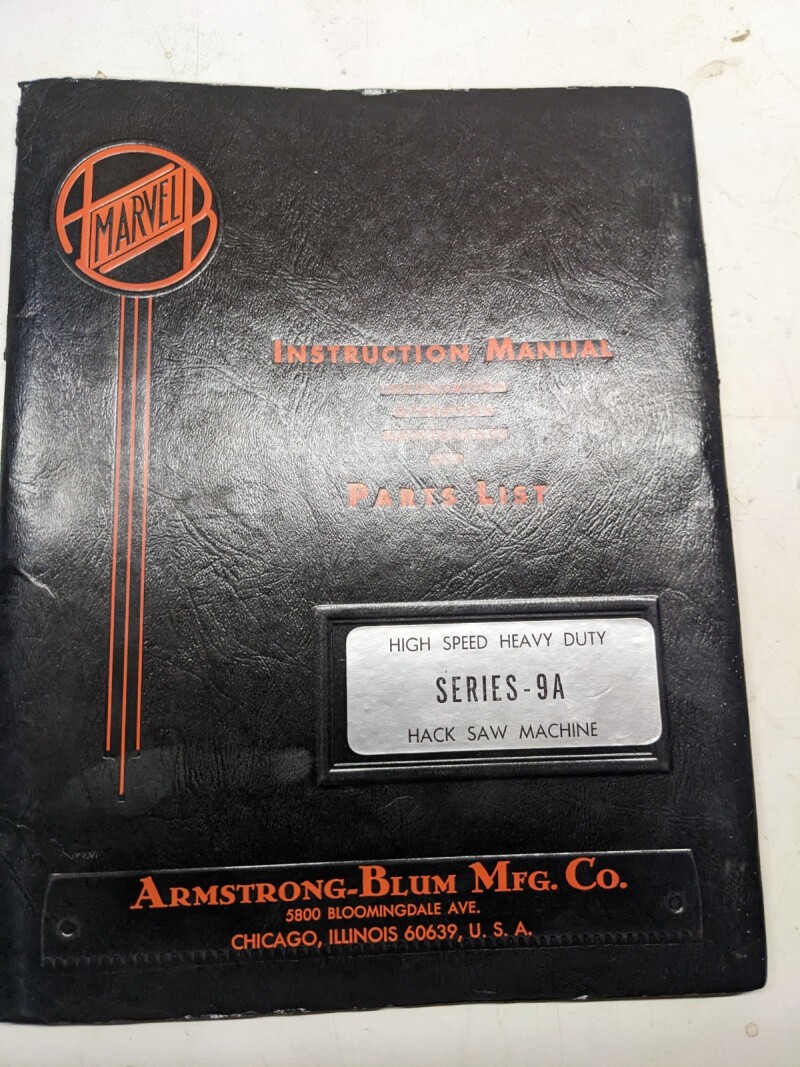 MARVEL
INSTRUCTION MANUAL
PARTS LIST
HIGH SPEED HEAVY DUTY
SERIES-9A
HACK SAW MACHINE
ARMSTRONG-BLUM MFG. CO.
5800 BLOOMINGDALE AVE.
CHICAGO, ILLINOIS 60639, U. S. A.